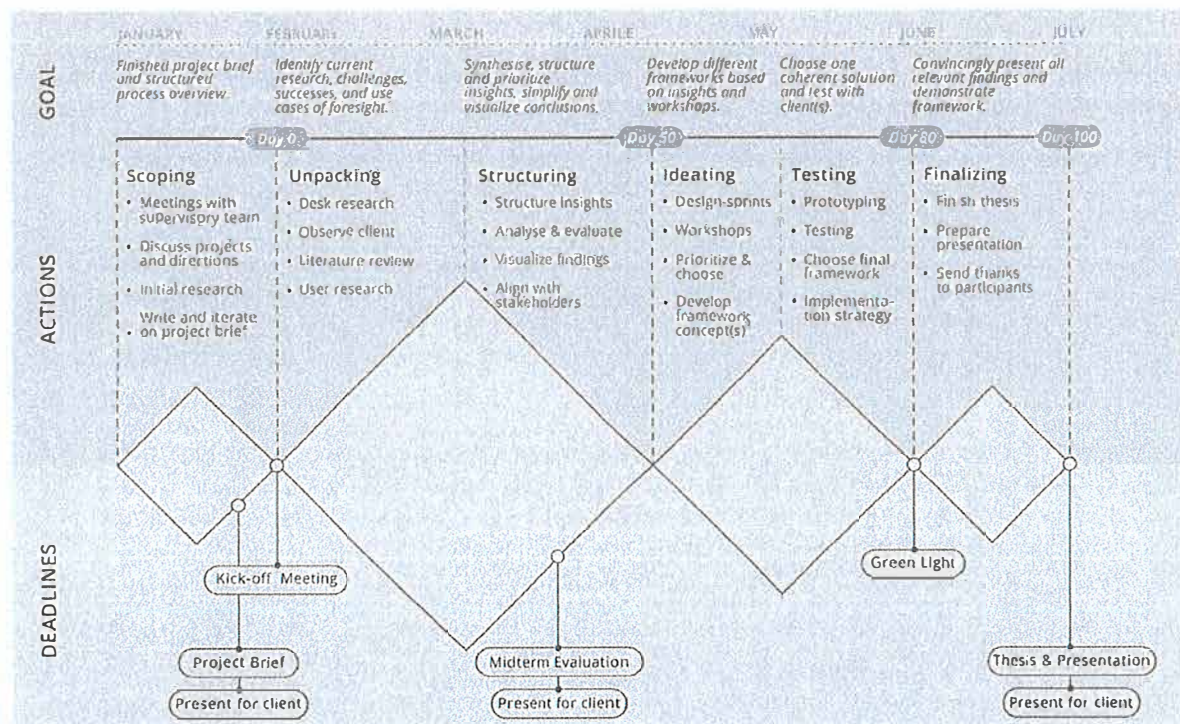 JANUARY
FEBRUARY
MARCH
APRILE
MAY
JUNE
JULY
GOAL
Finished project brief
and structured
process overview.
Identify current
research, challenges,
successes, and use
cases of foresight.
Synthesise, structure
and prioritize
insights, simplify and
visualize conclusions.
Develop different
frameworks based
on insights and
workshops.
Choose one
coherent solution
and test with
client(s).
Convincingly present all
relevant findings and
demonstrate
framework.
Day 0
Day 50
Day 80
Day 100
ACTIONS
Scoping
• Meetings with
supervisory team
• Discuss projects
and directions
• Initial research
Write and iterate
• on project brief
Unpacking
• Desk research
• Observe client
• Literature review
• User research
Structuring
• Structure insights
• Analyse & evaluate
• Visualize findings
• Align with
stakeholders
Ideating
• Design-sprints
• Workshops
• Prioritize &
choose
• Develop
framework
concept(s)
Testing
• Prototyping
• Testing
• Choose final
framework
• Implementa-
tion strategy
Finalizing
• Finish thesis
• Prepare
presentation
• Send thanks
to participants
DEADLINES
Kick-off Meeting
Project Brief
Present for client
Midterm Evaluation
Present for client
Green Light
Thesis & Presentation
Present for client